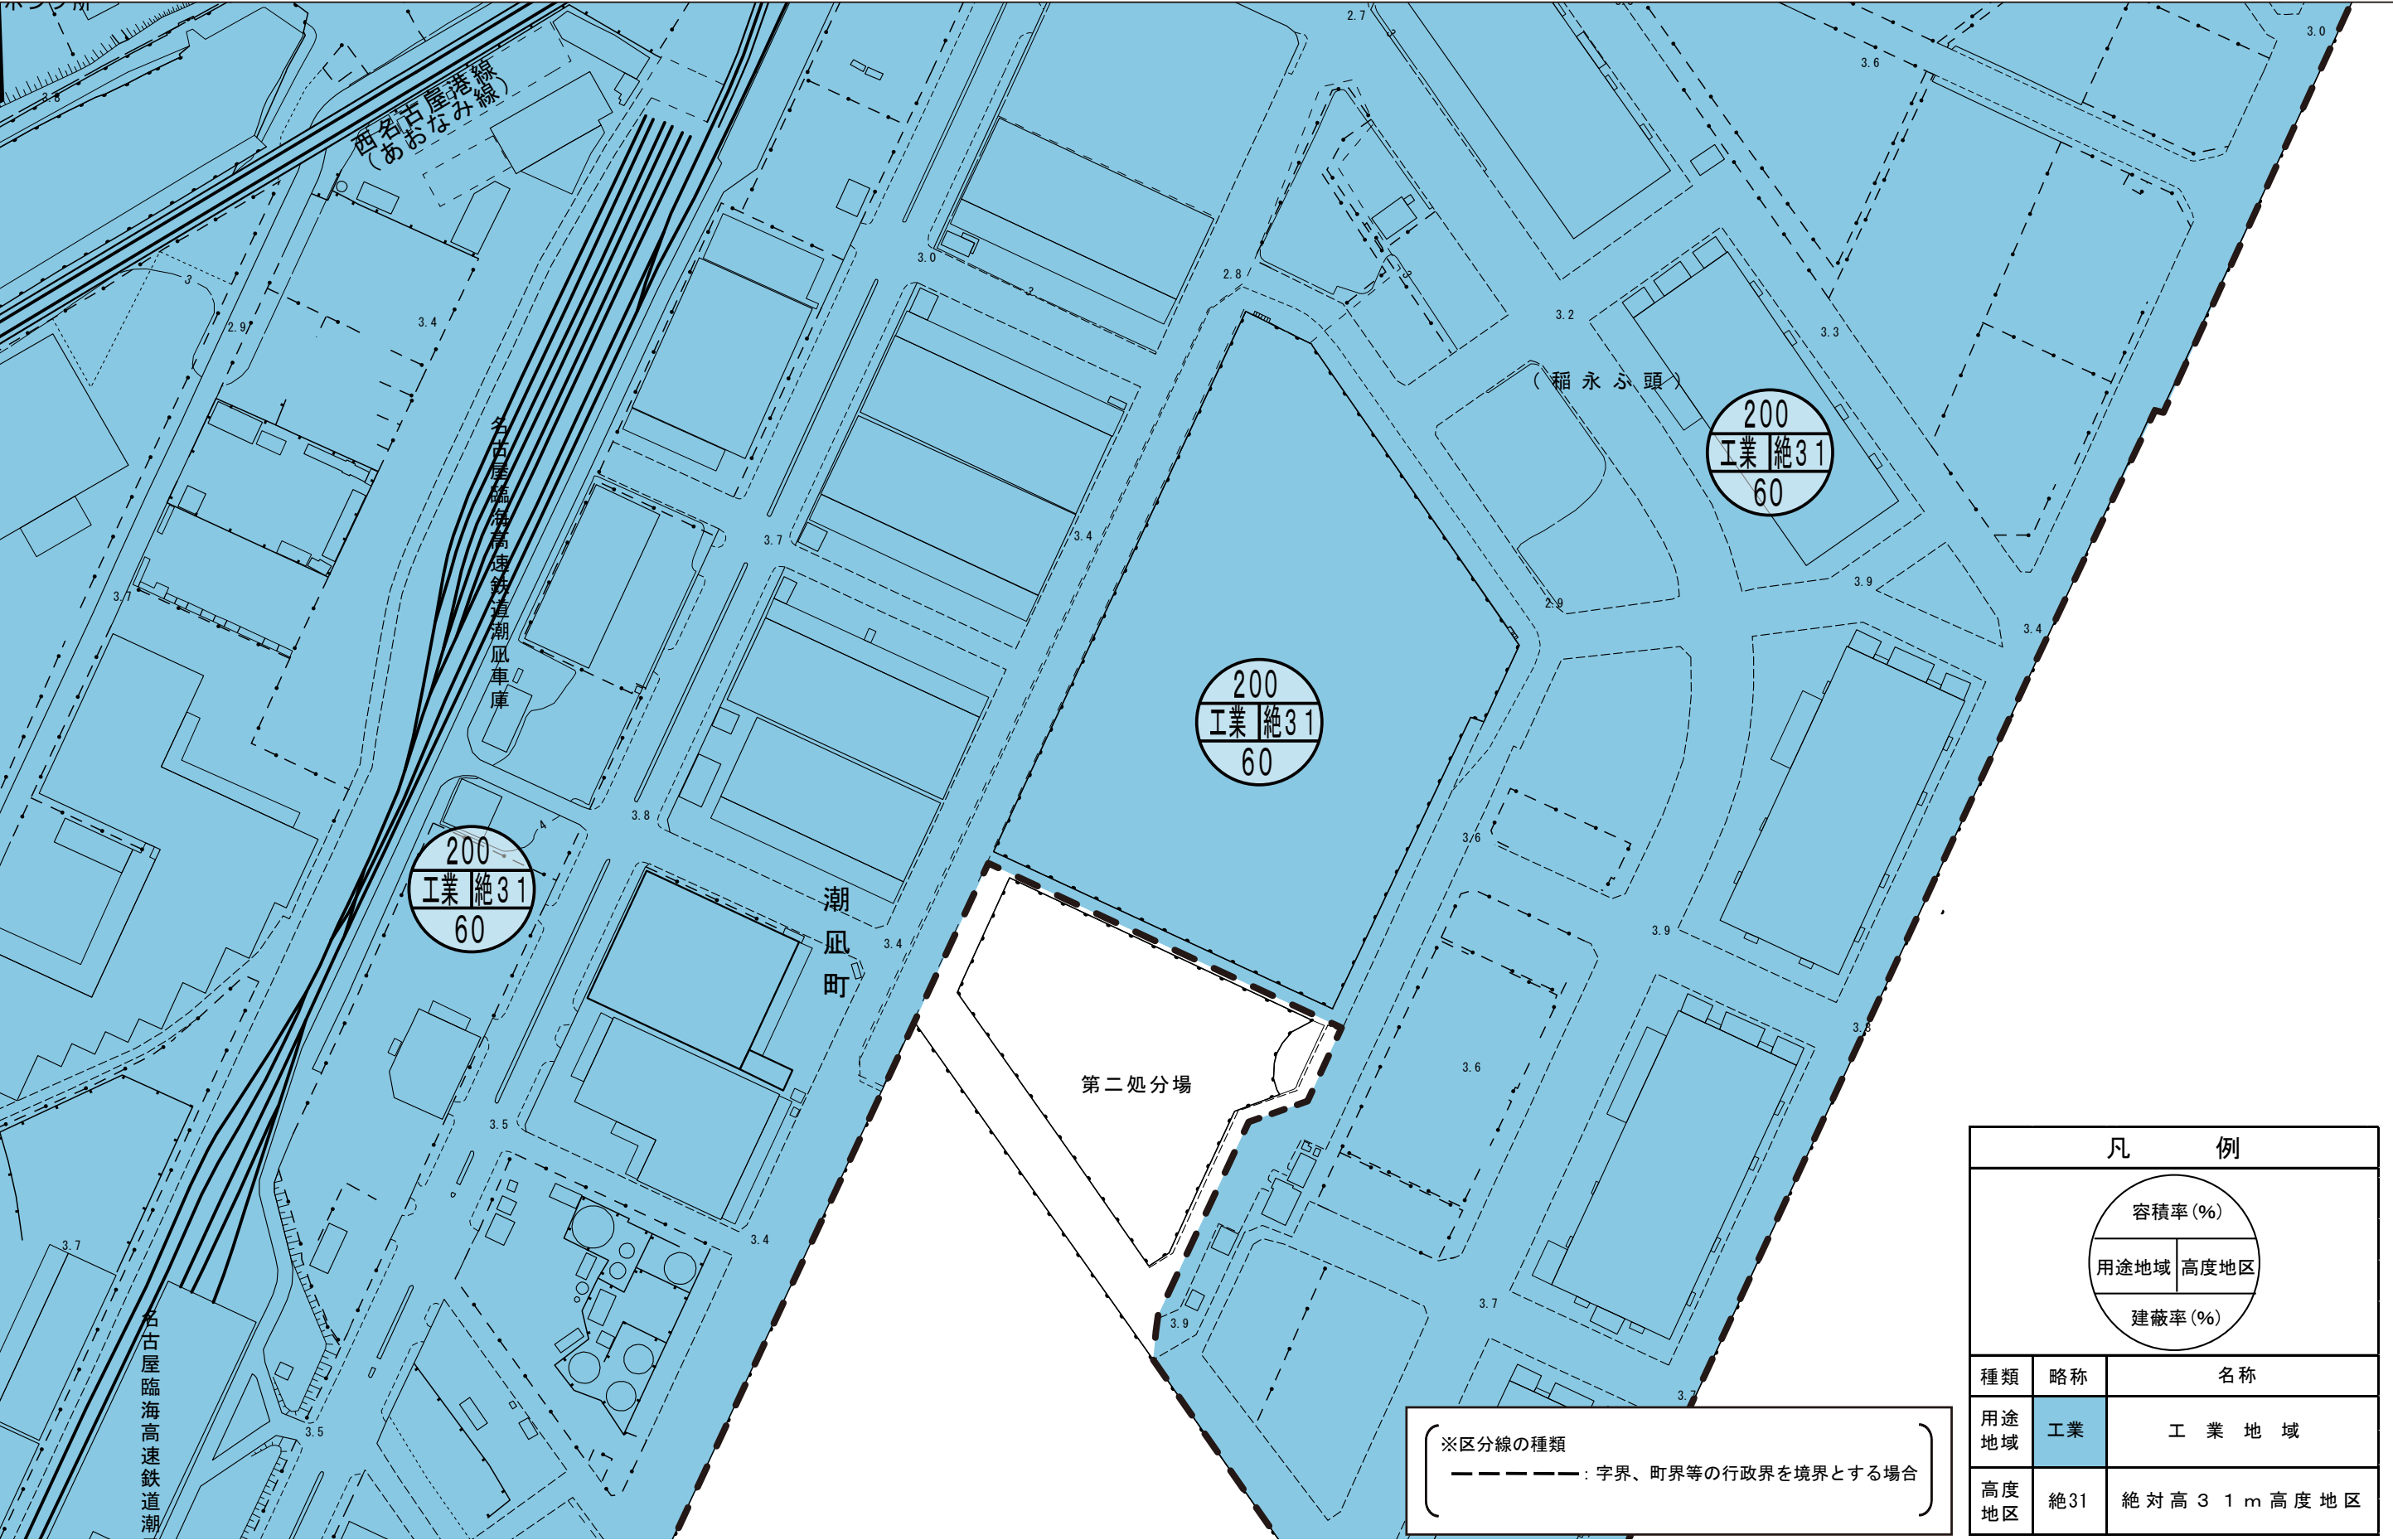 3.8
西名古屋港線
（あおなみ線）
2.7
3.6
3.0
3.0
2
2.8
3
2.9
3.4
3.2
3.3
（稲永ふ頭）
200
工業 絶31
60
名古屋臨海高速鉄道潮凪車庫
3.7
3.4
3.7
2.9
3.9
3.4
200
工業 絶31
60
3.8
4
3.6
200
工業 絶31
60
潮凪町
3.4
3.9
3.8
3.6
第二処分場
3.5
3.4
3.7
3.7
3.9
3.7
3.5
名古屋臨海高速鉄道潮
※区分線の種類
：字界、町界等の行政界を境界とする場合
凡 例
容積率(%)
用途地域 高度地区
建蔽率(%)
種類 略称 名称
用途地域 工業 工業地域
高度地区 絶31 絶対高31m高度地区